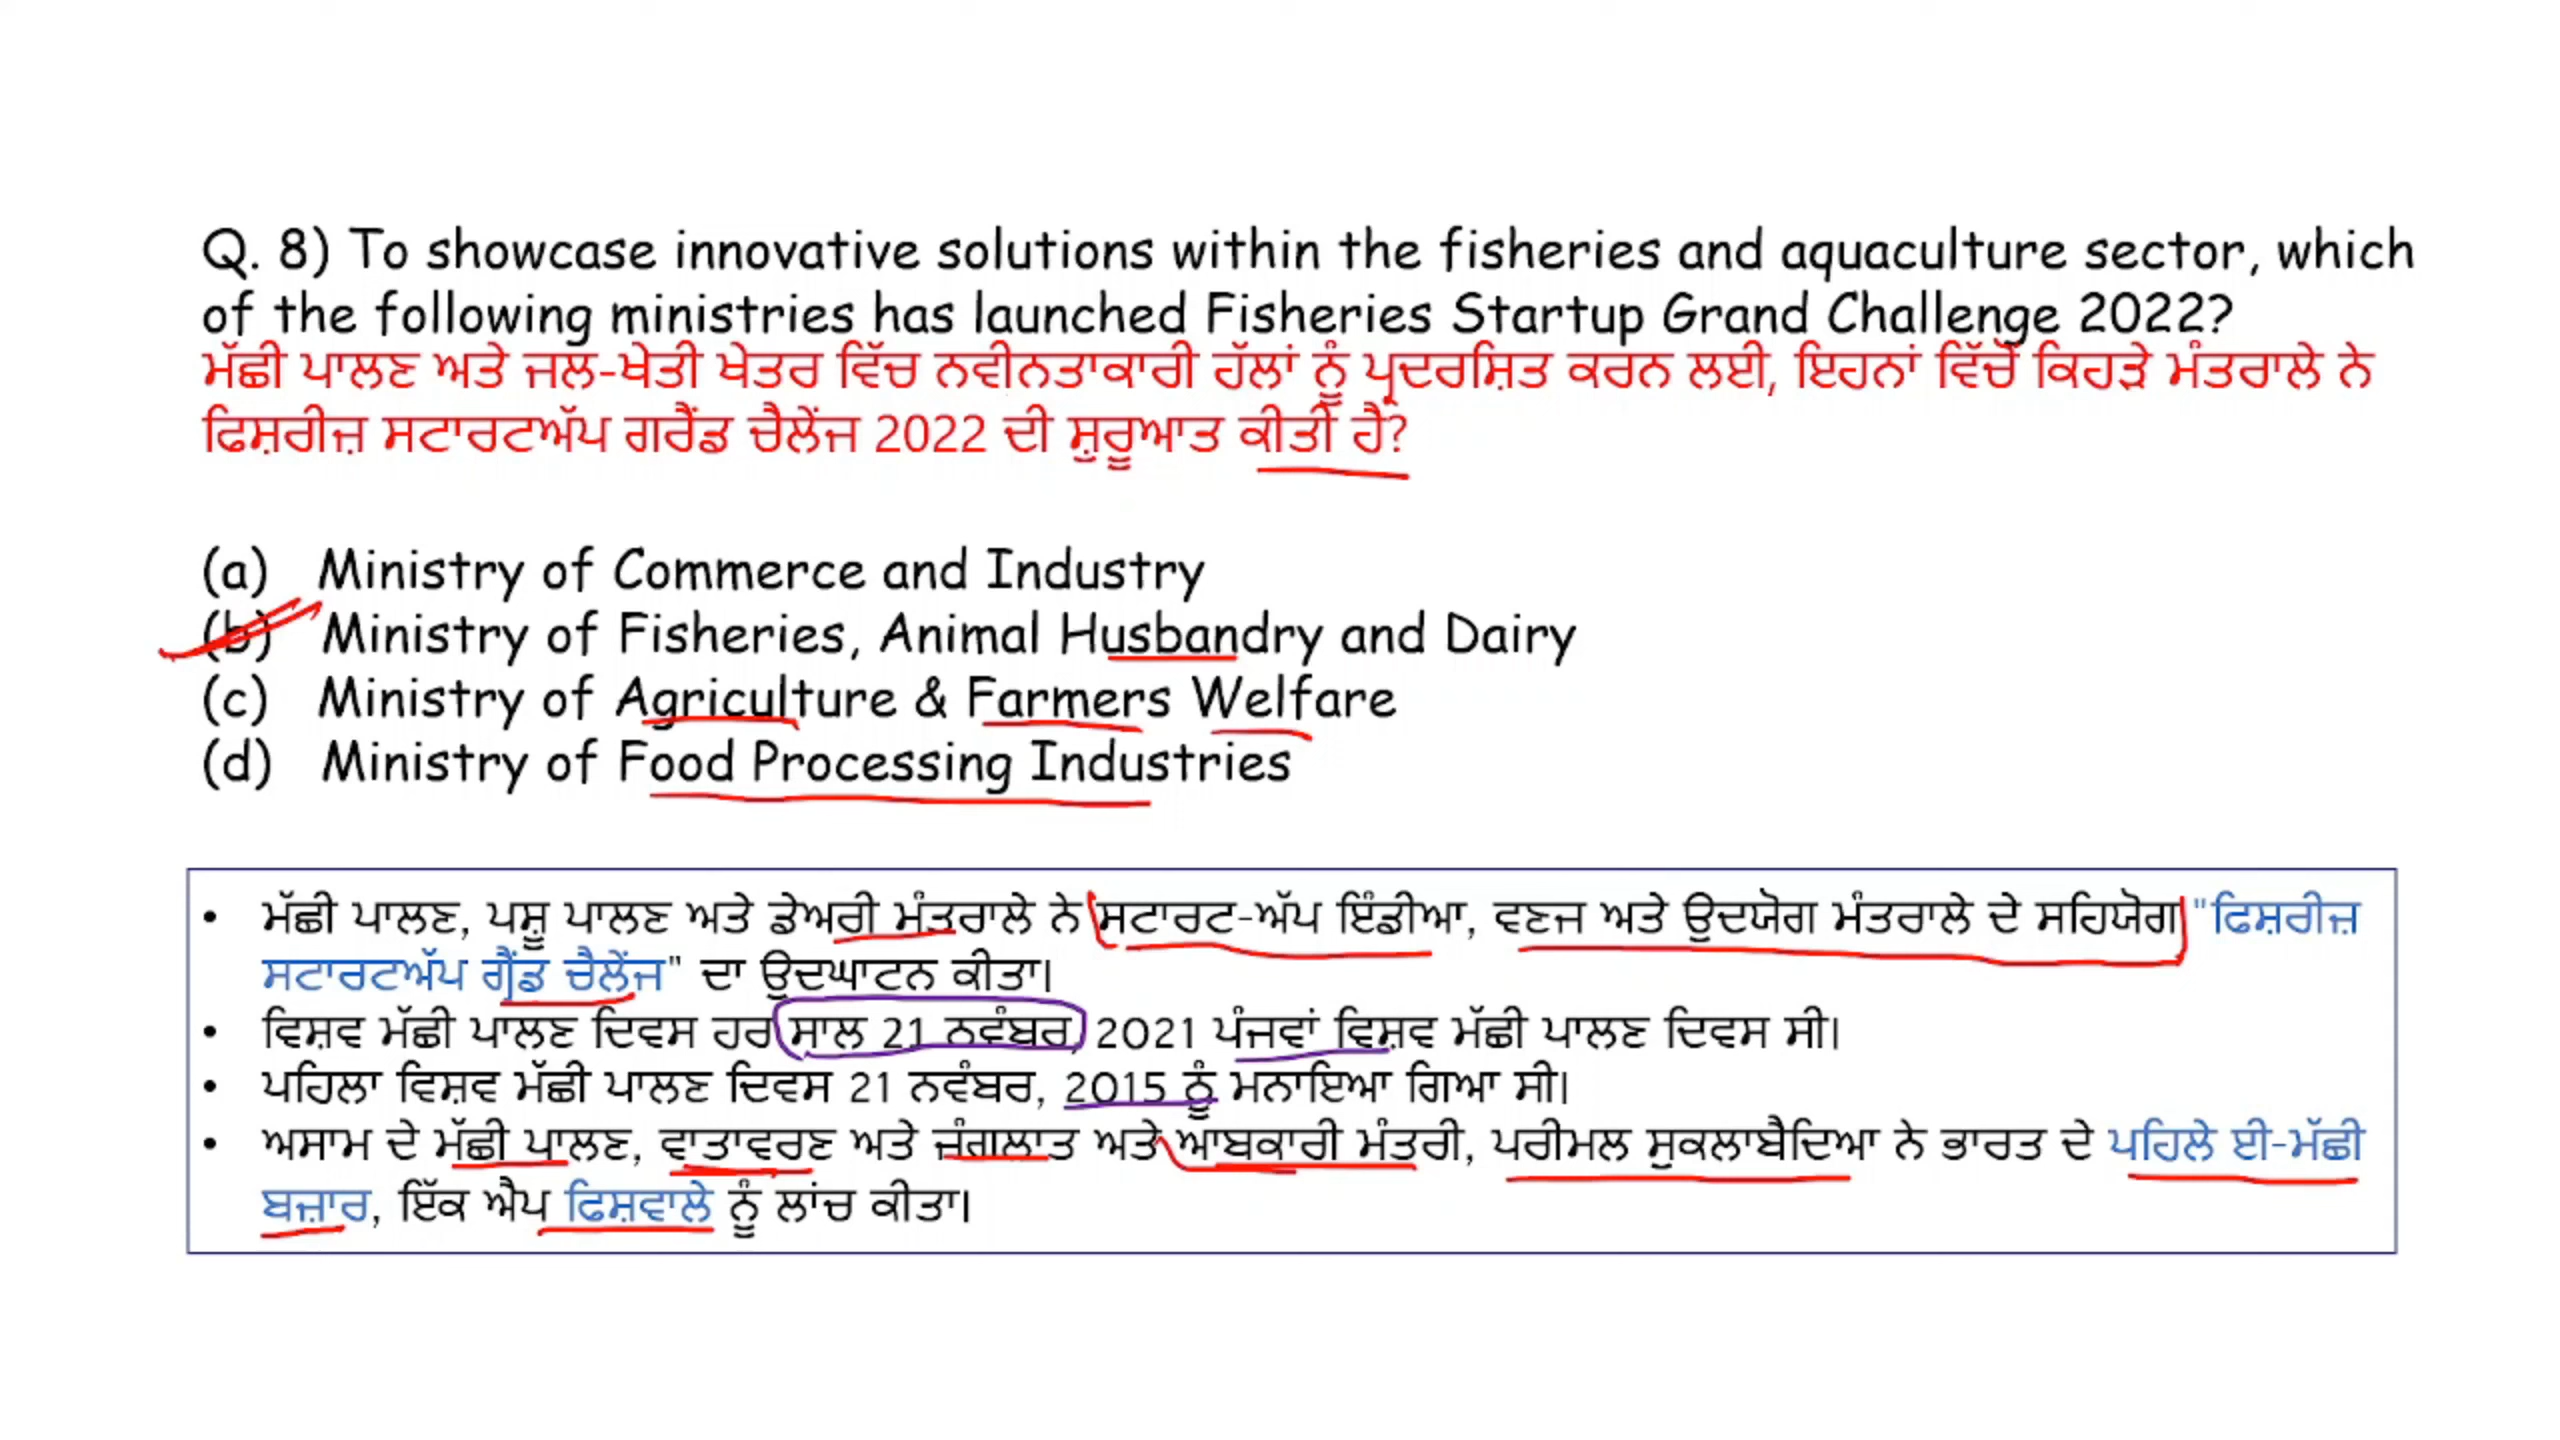 Q. 8) To showcase innovative solutions within the fisheries and aquaculture sector, which
of the following ministries has launched Fisheries Startup Grand Challenge 2022?
ਮੱਛੀ ਪਾਲਣ ਅਤੇ ਜਲ-ਖੇਤੀ ਖੇਤਰ ਵਿੱਚ ਨਵੀਨਤਾਕਾਰੀ ਹੱਲਾਂ ਨੂੰ ਪ੍ਰਦਰਸ਼ਿਤ ਕਰਨ ਲਈ, ਇਹਨਾਂ ਵਿੱਚੋਂ ਕਿਹੜੇ ਮੰਤਰਾਲੇ ਨੇ
ਫਿਸ਼ਰੀਜ਼ ਸਟਾਰਟਅੱਪ ਗਰੈਂਡ ਚੈਲੇਂਜ 2022 ਦੀ ਸ਼ੁਰੂਆਤ ਕੀਤੀ ਹੈ?
(a) Ministry of Commerce and Industry
(b) Ministry of Fisheries, Animal Husbandry and Dairy
(c) Ministry of Agriculture & Farmers Welfare
(d) Ministry of Food Processing Industries
• ਮੱਛੀ ਪਾਲਣ, ਪਸ਼ੂ ਪਾਲਣ ਅਤੇ ਡੇਅਰੀ ਮੰਤਰਾਲੇ ਨੇ ਸਟਾਰਟ-ਅੱਪ ਇੰਡੀਆ, ਵਣਜ ਅਤੇ ਉਦਯੋਗ ਮੰਤਰਾਲੇ ਦੇ ਸਹਿਯੋਗ "ਫਿਸ਼ਰੀਜ਼
ਸਟਾਰਟਅੱਪ ਗ੍ਰੈਂਡ ਚੈਲੇਂਜ" ਦਾ ਉਦਘਾਟਨ ਕੀਤਾ।
• ਵਿਸ਼ਵ ਮੱਛੀ ਪਾਲਣ ਦਿਵਸ ਹਰ ਸਾਲ 21 ਨਵੰਬਰ, 2021 ਪੰਜਵਾਂ ਵਿਸ਼ਵ ਮੱਛੀ ਪਾਲਣ ਦਿਵਸ ਸੀ।
• ਪਹਿਲਾ ਵਿਸ਼ਵ ਮੱਛੀ ਪਾਲਣ ਦਿਵਸ 21 ਨਵੰਬਰ, 2015 ਨੂੰ ਮਨਾਇਆ ਗਿਆ ਸੀ।
• ਅਸਾਮ ਦੇ ਮੱਛੀ ਪਾਲਣ, ਵਾਤਾਵਰਣ ਅਤੇ ਜੰਗਲਾਤ ਅਤੇ ਆਬਕਾਰੀ ਮੰਤਰੀ, ਪਰੀਮਲ ਸੁਕਲਾਬੈਦਿਆ ਨੇ ਭਾਰਤ ਦੇ ਪਹਿਲੇ ਈ-ਮੱਛੀ
ਬਜ਼ਾਰ, ਇੱਕ ਐਪ ਫਿਸ਼ਵਾਲੇ ਨੂੰ ਲਾਂਚ ਕੀਤਾ।